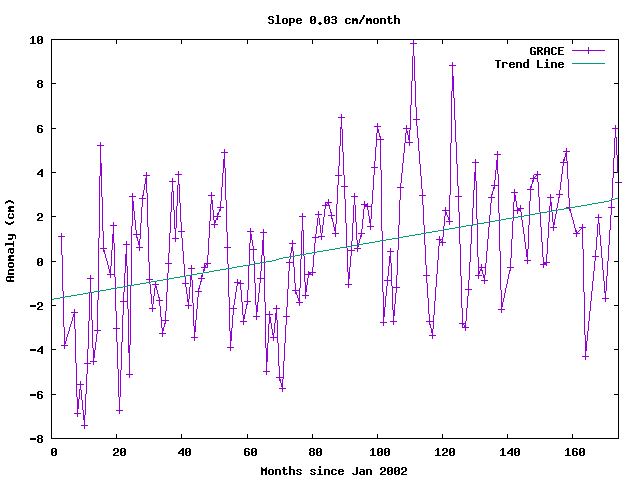 Slope 0.03 cm/month
GRACE
Trend Line
10
8
6
4
2
0
-2
-4
-6
-8
Anomaly (cm)
0 20 40 60 80 100 120 140 160
Months since Jan 2002